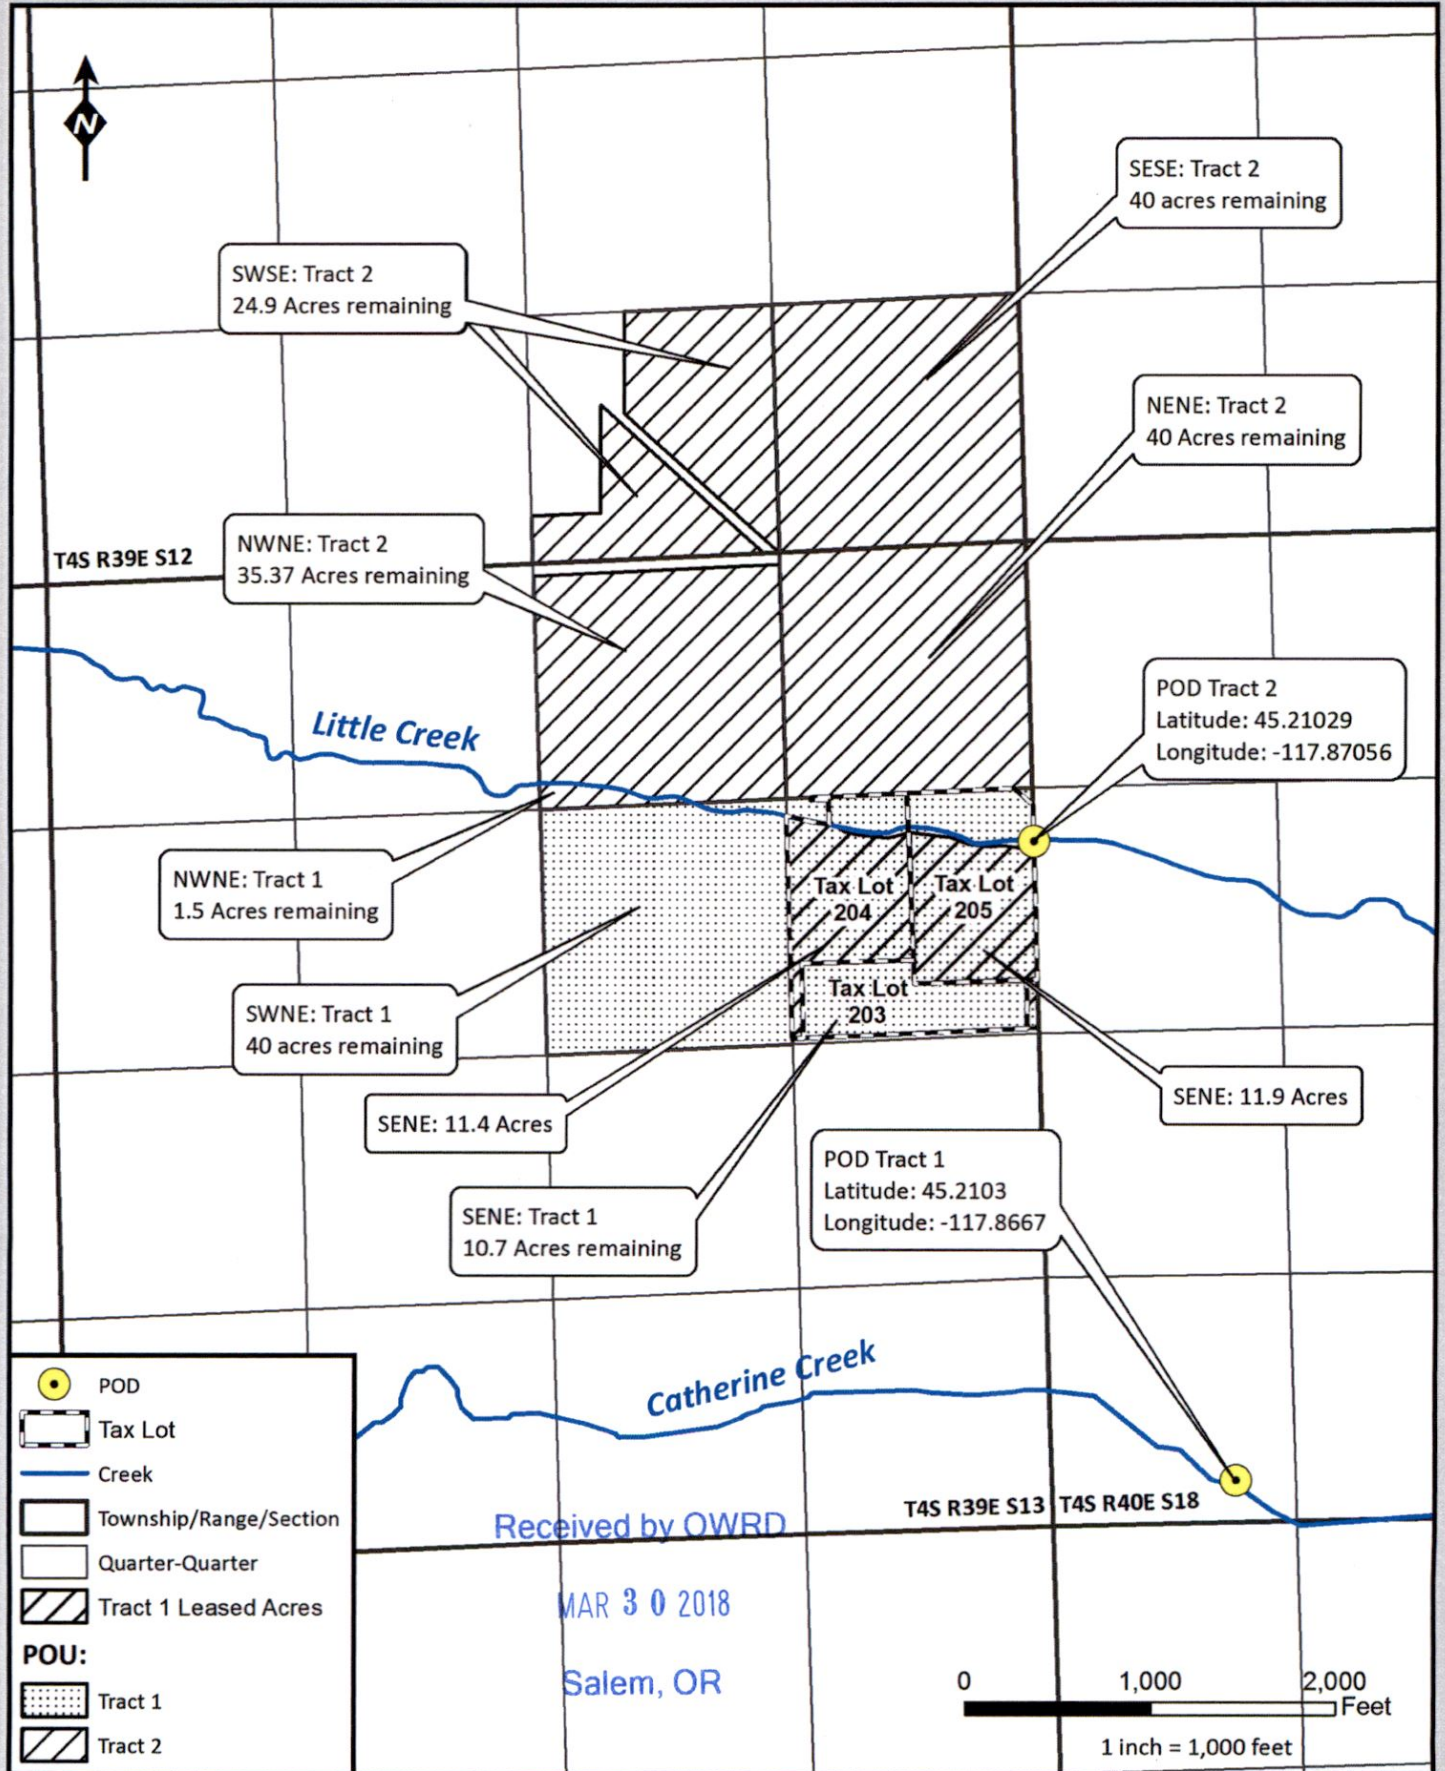 N
SESE: Tract 2
40 acres remaining
SWSE: Tract 2
24.9 Acres remaining
NENE: Tract 2
40 Acres remaining
NWNE: Tract 2
35.37 Acres remaining
T4S R39E S12
POD Tract 2
Latitude: 45.21029
Longitude: -117.87056
Little Creek
NWNE: Tract 1
1.5 Acres remaining
Tax Lot
204
Tax Lot
205
Tax Lot
203
SWNE: Tract 1
40 acres remaining
SENE: 11.4 Acres
SENE: 11.9 Acres
POD Tract 1
Latitude: 45.2103
Longitude: -117.8667
SENE: Tract 1
10.7 Acres remaining
Catherine Creek
T4S R39E S13
T4S R40E S18
POD
Tax Lot
Creek
Township/Range/Section
Quarter-Quarter
Tract 1 Leased Acres
POU:
Tract 1
Tract 2
Received by OWRD
MAR 30 2018
Salem, OR
0 1,000 2,000
Feet
1 inch = 1,000 feet